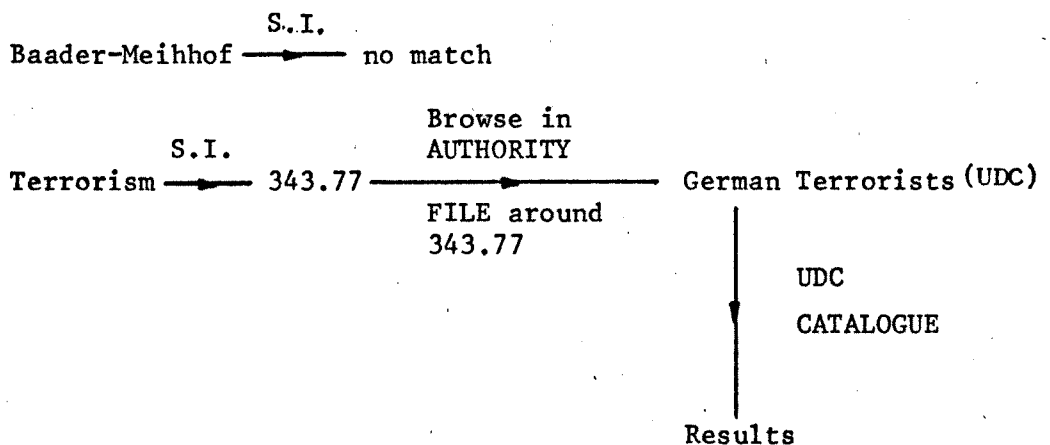 S.I.
Baader-Meihhof no match
Browse in
AUTHORITY
S.I.
Terrorism 343.77 German Terrorists (UDC)
FILE around
343.77
UDC
CATALOGUE
Results